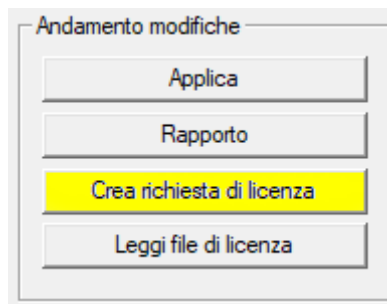 Andamento modifiche
Applica
Rapporto
Crea richiesta di licenza
Leggi file di licenza